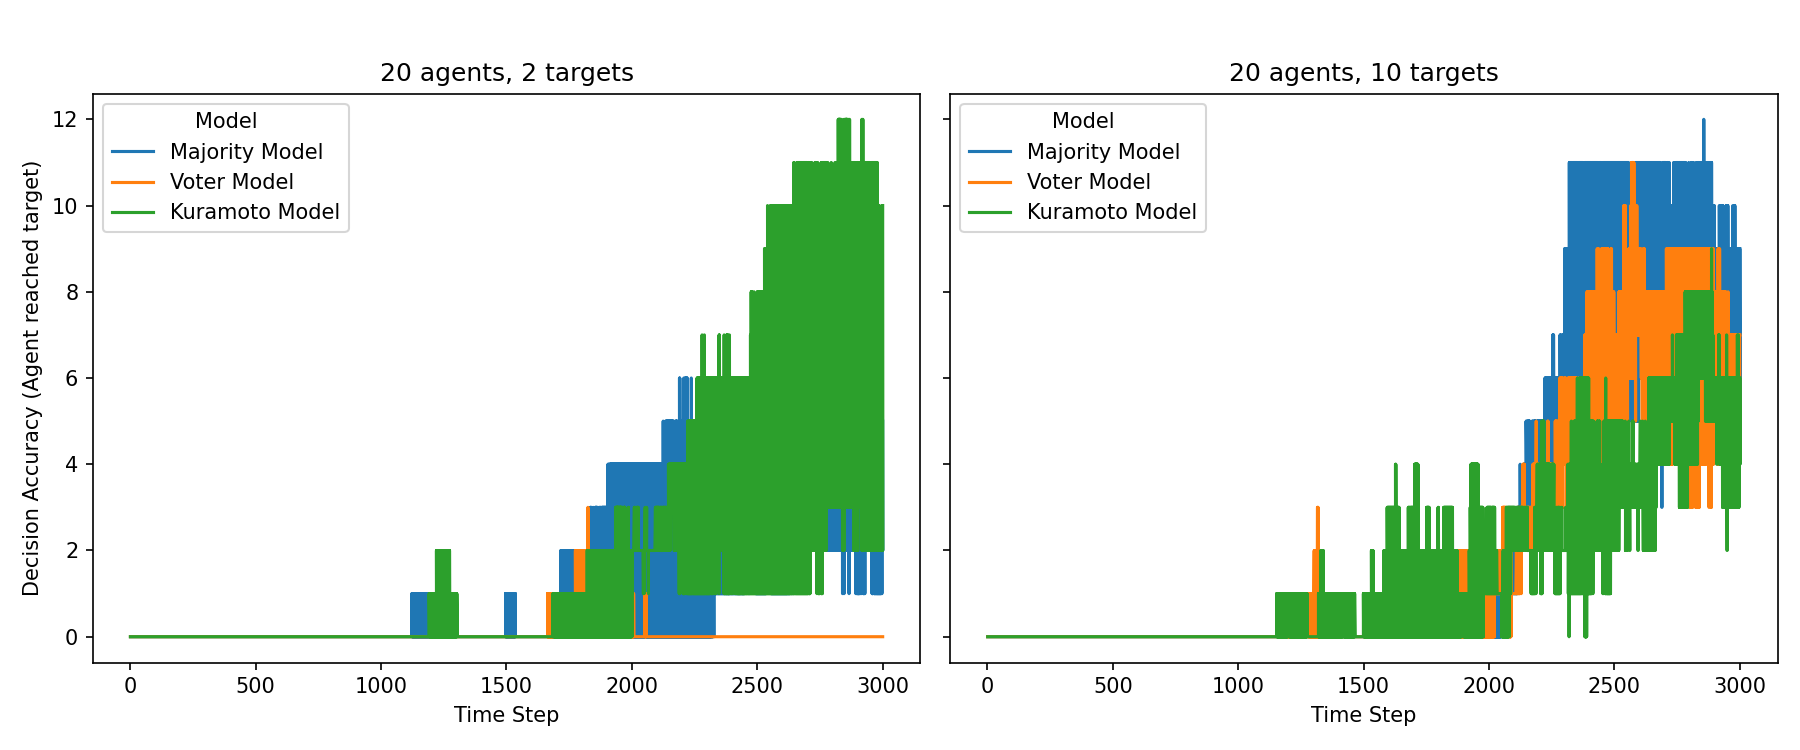 20 agents, 2 targets
Decision Accuracy (Agent reached target)
12
10
8
6
4
2
0
Model
Majority Model
Voter Model
Kuramoto Model
0 500 1000 1500 2000 2500 3000
Time Step
20 agents, 10 targets
Model
Majority Model
Voter Model
Kuramoto Model
0 500 1000 1500 2000 2500 3000
Time Step